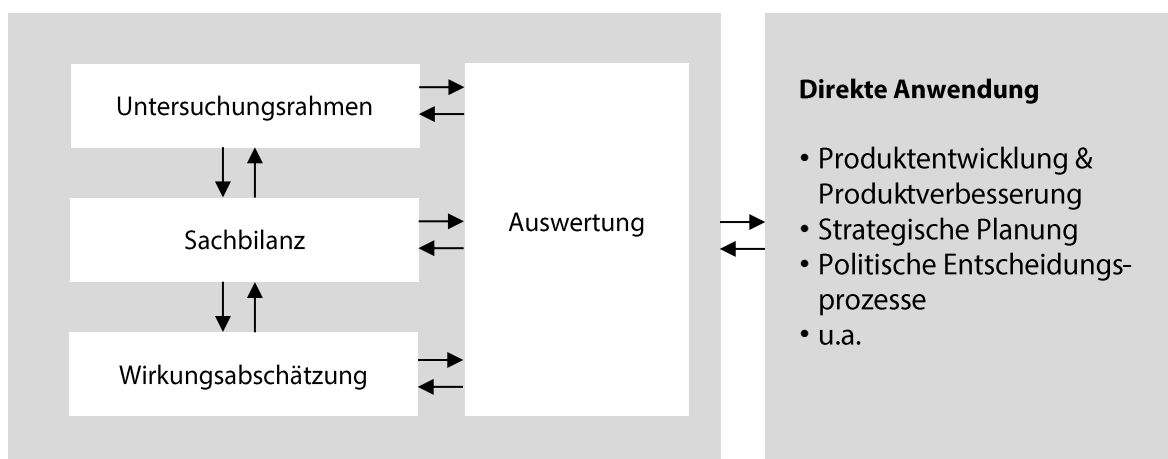 Untersuchungsrahmen
Sachbilanz
Wirkungsabschätzung
Auswertung
Direkte Anwendung
• Produktentwicklung &
Produktverbesserung
• Strategische Planung
• Politische Entscheidungs-
prozesse
• u.a.